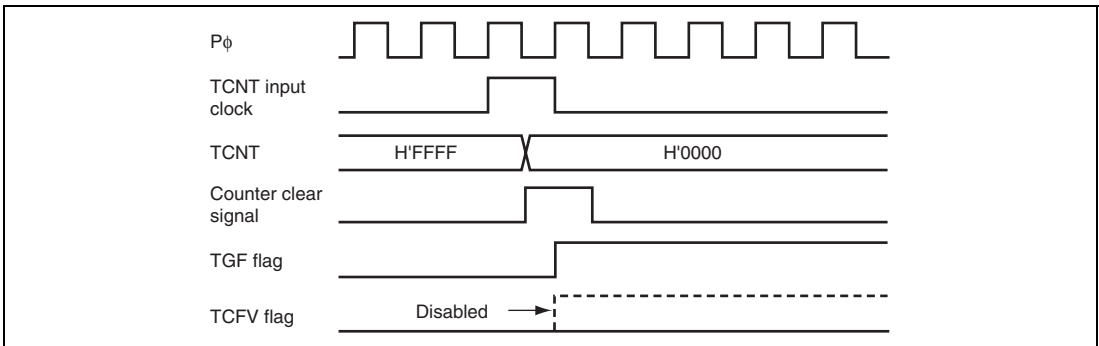 Pϕ
TCNT input
clock
TCNT
H'FFFF
H'0000
Counter clear
signal
TGF flag
TCFV flag
Disabled